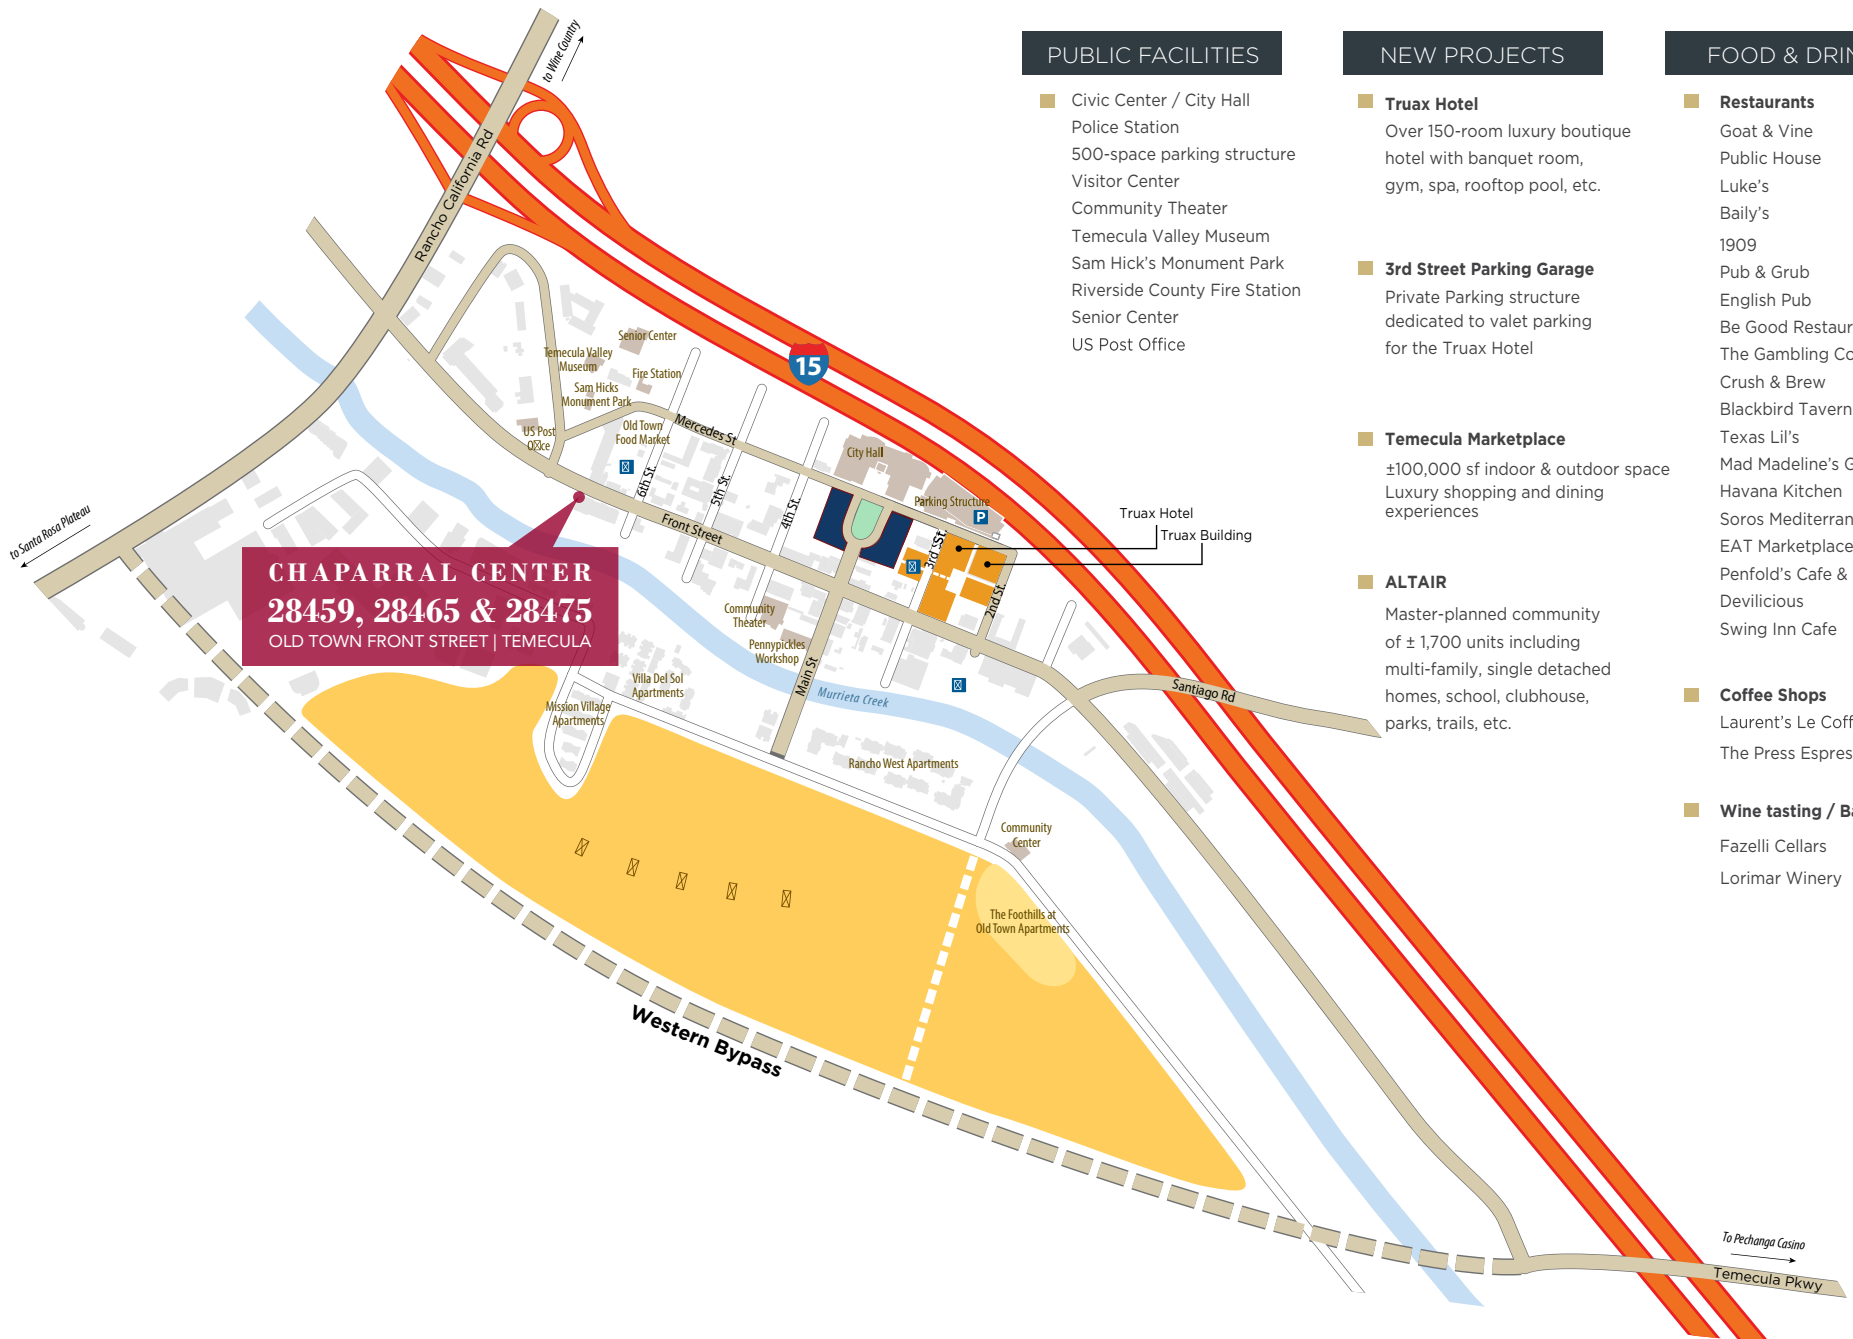 to Wine Country
Rancho California Rd
to Santa Rosa Plateau
Senior Center
Temecula Valley
Museum
Fire Station
Sam Hicks
Monument Park
US Post
Old Town
Food Market
Mercedes St
6th St.
5th St.
4th St.
3rd St.
2nd St.
Front Street
City Hall
Parking Structure
P
15
Truax Hotel
Truax Building
CHAPARRAL CENTER
28459, 28465 & 28475
OLD TOWN FRONT STREET | TEMECULA
Community
Theater
Pennypickles
Workshop
Main St
Murrieta Creek
Villa Del Sol
Apartments
Mission Village
Apartments
Rancho West Apartments
Santiago Rd
Community
Center
The Foothills at
Old Town Apartments
Western Bypass
To Pechanga Casino
Temecula Pkwy
PUBLIC FACILITIES
Civic Center / City Hall
Police Station
500-space parking structure
Visitor Center
Community Theater
Temecula Valley Museum
Sam Hick's Monument Park
Riverside County Fire Station
Senior Center
US Post Office
NEW PROJECTS
Truax Hotel
Over 150-room luxury boutique
hotel with banquet room,
gym, spa, rooftop pool, etc.
3rd Street Parking Garage
Private Parking structure
dedicated to valet parking
for the Truax Hotel
Temecula Marketplace
±100,000 sf indoor & outdoor space
Luxury shopping and dining
experiences
ALTAIR
Master-planned community
of ± 1,700 units including
multi-family, single detached
homes, school, clubhouse,
parks, trails, etc.
FOOD &
Restaurants
Goat & Vine
Public House
Luke's
Baily's
1909
Pub & Grub
English Pub
Be Good
The Gambling
Crush & Brew
Blackbird Tavern
Texas Lil's
Mad Madeline's
Havana Kitchen
Soros
EAT Marketplace
Penfold's Cafe &
Devilicious
Swing Inn Cafe
Coffee Shops
Laurent's Le
The Press
Wine tasting /
Fazelli Cellars
Lorimar Winery